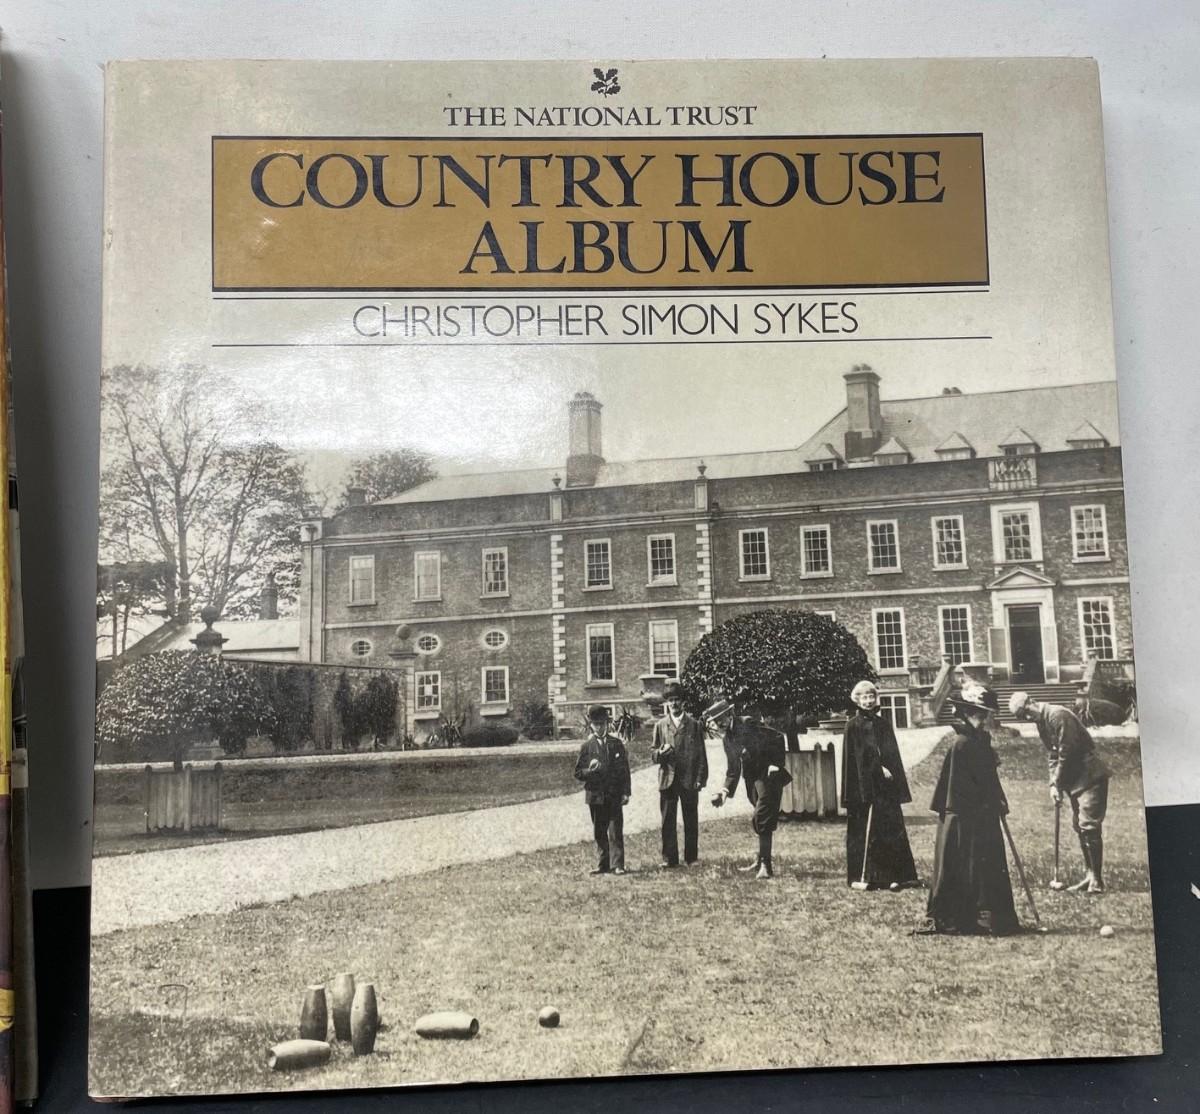 THE NATIONAL TRUST
COUNTRY HOUSE
ALBUM
CHRISTOPHER SIMON SYKES